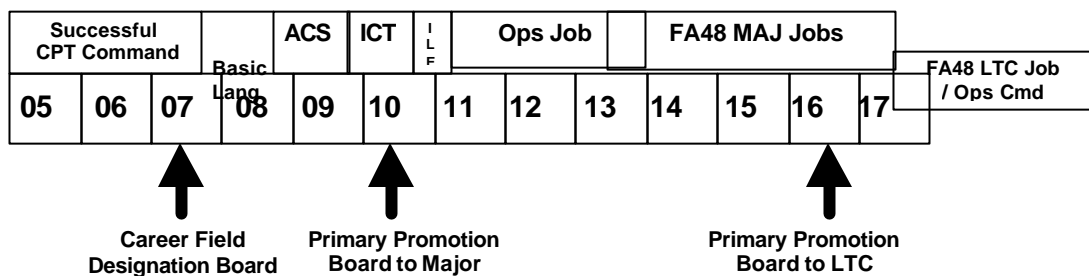 Successful
CPT Command
Basic
Lang
ACS
ICT
I
L
F
Ops Job
FA48 MAJ Jobs
FA48 LTC Job
/ Ops Cmd
05 06 07 08 09 10 11 12 13 14 15 16 17
Career Field
Designation Board
Primary Promotion
Board to Major
Primary Promotion
Board to LTC